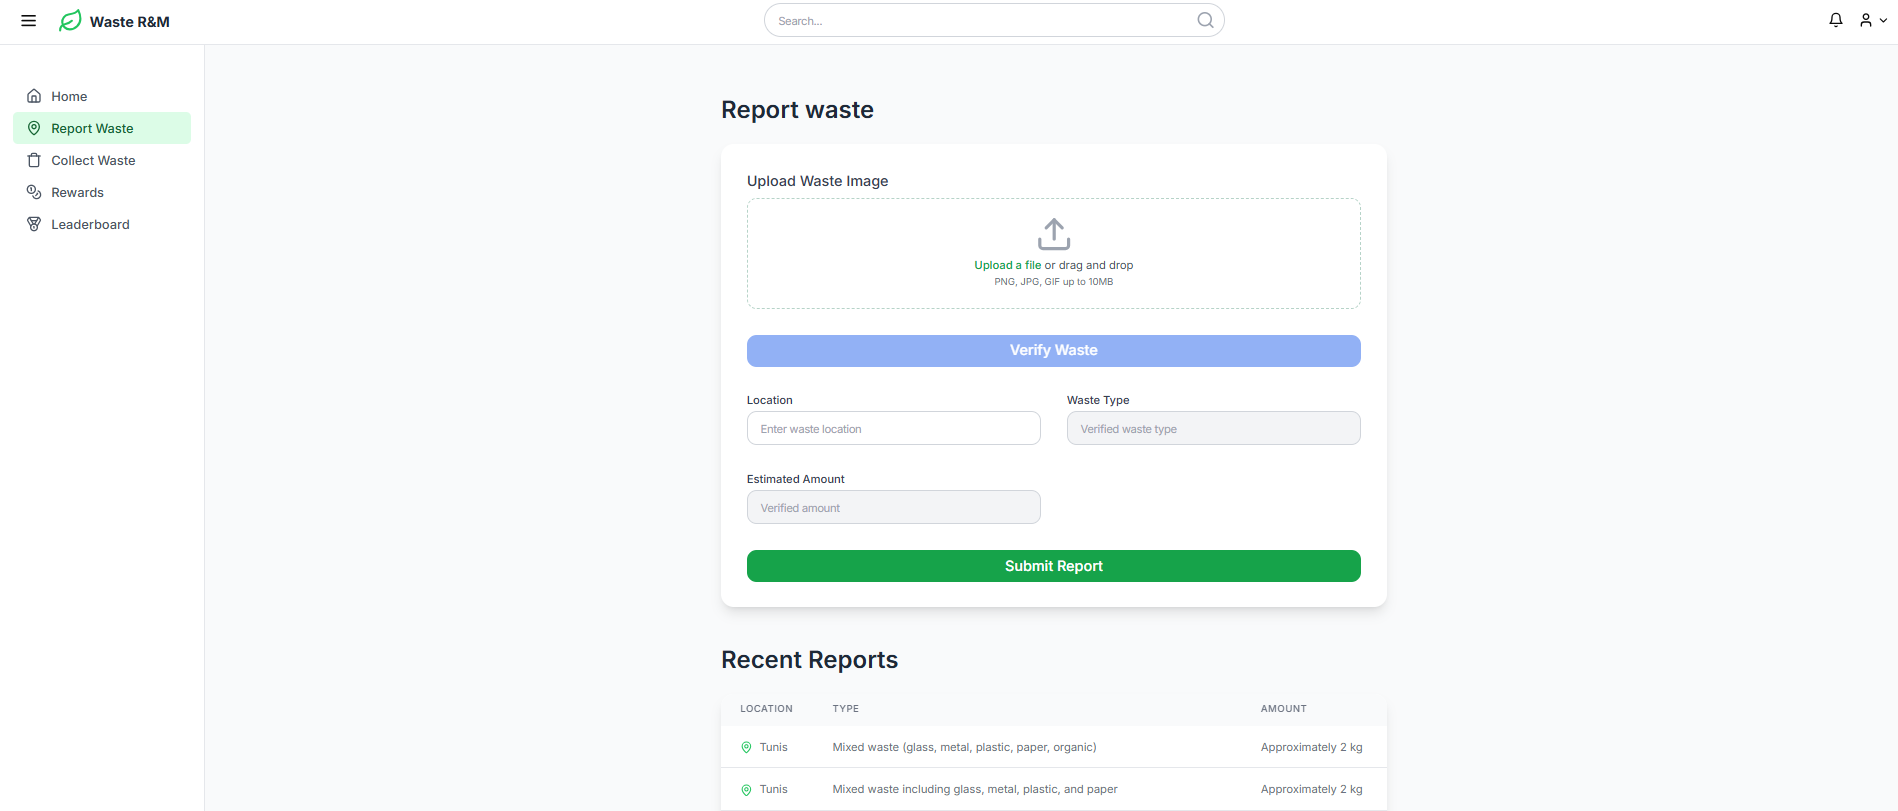 Waste R&M
Search...
Home
Report Waste
Collect Waste
Rewards
Leaderboard
Report waste
Upload Waste Image
Upload a file or drag and drop
PNG, JPG, GIF up to 10MB
Verify Waste
Location
Waste Type
Enter waste location
Verified waste type
Estimated Amount
Verified amount
Submit Report
Recent Reports
LOCATION TYPE AMOUNT
Tunis Mixed waste (glass, metal, plastic, paper, organic) Approximately 2 kg
Tunis Mixed waste including glass, metal, plastic, and paper Approximately 2 kg